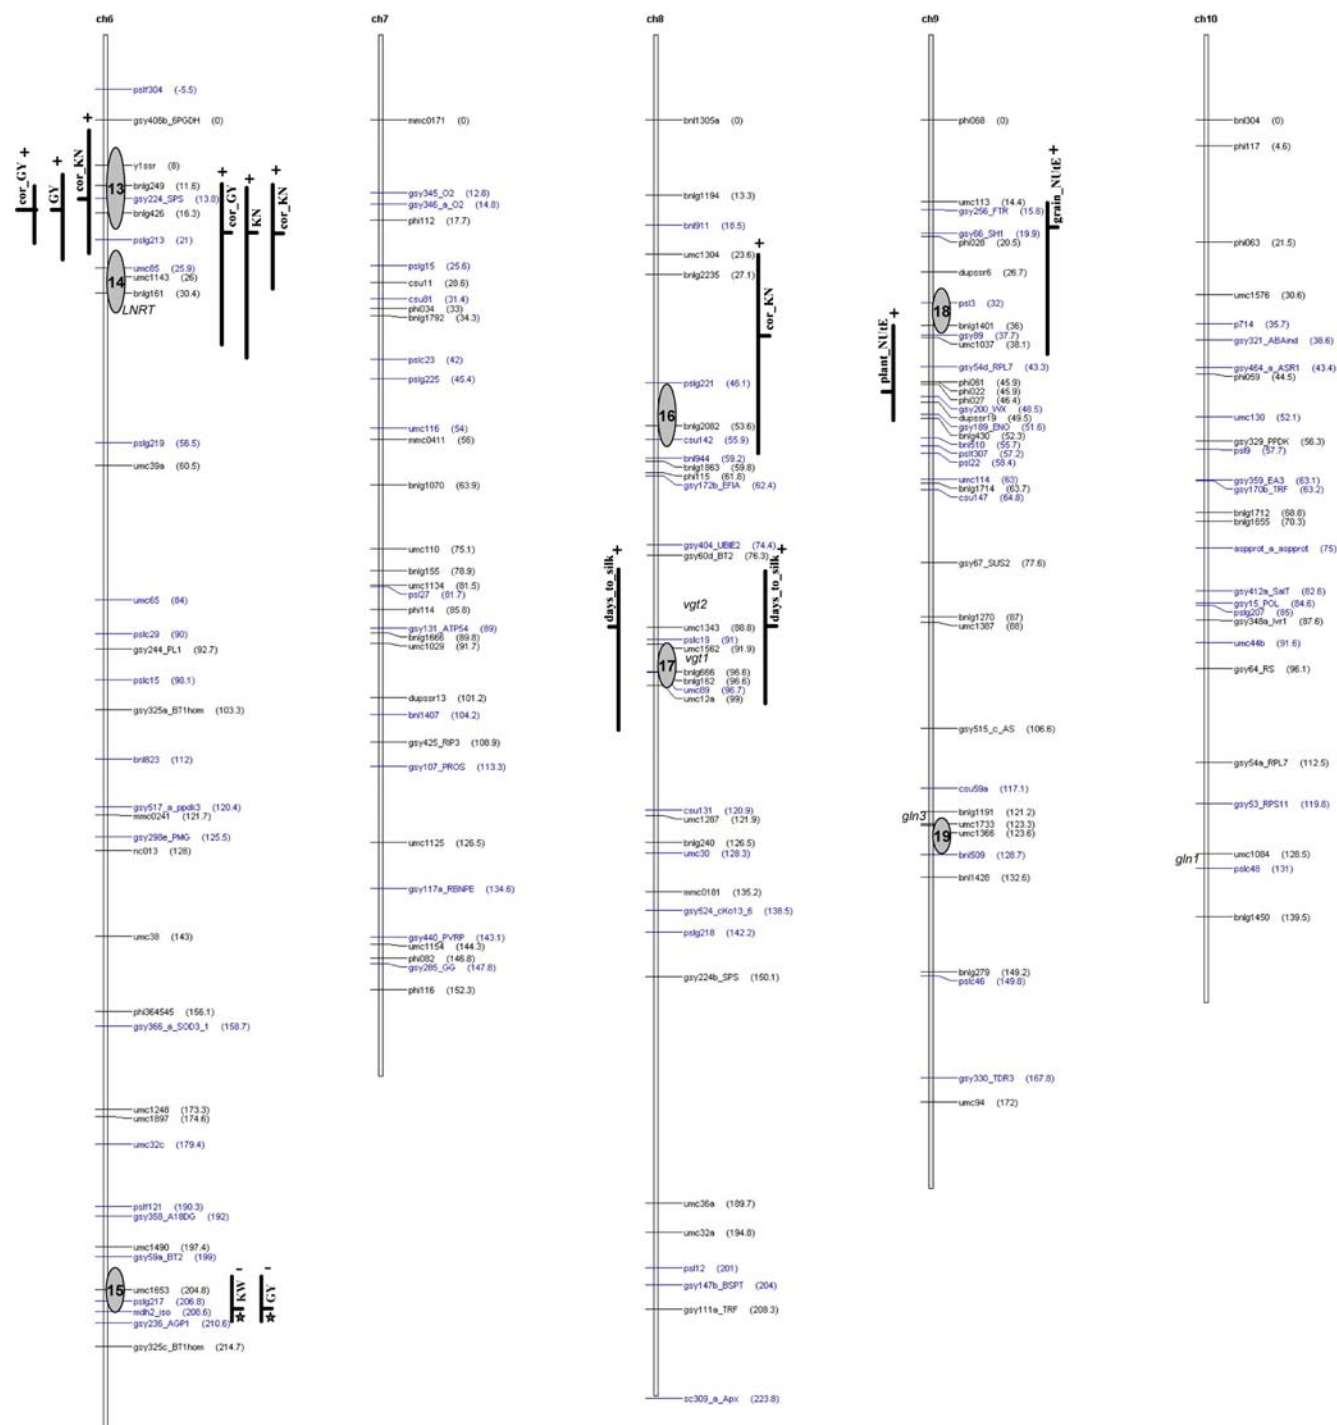 ch6
pslf304 (-5.5)
gsy406b_6PGDH (0)
y1ssr (8)
bnlg249 (11.6)
gsy224_SPS (13.8)
bnlg426 (16.3)
pslg213 (21)
umc85 (25.9)
umc1143 (26)
bnlg161 (30.4)
LNRT
pslg219 (56.5)
umc39a (60.5)
umc65 (84)
pslc29 (90)
gsy244_PL1 (92.7)
pslc15 (98.1)
gsy325a_BT1hom (103.3)
bnl823 (112)
gsy517_a_ppdk3 (120.4)
mmc0241 (121.7)
gsy298e_PMG (125.5)
nc013 (128)
umc38 (143)
phi364545 (156.1)
gsy366_a_SOD3_1 (158.7)
umc1248 (173.3)
umc1897 (174.6)
umc32c (179.4)
pslf121 (190.3)
gsy358_A18DG (192)
umc1490 (197.4)
gsy59a_BT2 (199)
umc1653 (204.8)
pslg217 (206.8)
mdh2_iso (208.6)
gsy236_AGP1 (210.6)
gsy325c_BT1hom (214.7)
13
14
15
cor_GY +
GY +
cor_KN +
cor_GY +
KN +
cor_KN +
KW -
GY -
ch7
mmc0171 (0)
gsy345_O2 (12.8)
gsy346_a_O2 (14.8)
phi112 (17.7)
pslg15 (25.6)
csu11 (28.6)
csu81 (31.4)
phi034 (33)
bnlg1792 (34.3)
pslc23 (42)
pslg225 (45.4)
umc116 (54)
mmc0411 (56)
bnlg1070 (63.9)
umc110 (75.1)
bnlg155 (78.9)
umc1134 (81.5)
psl27 (81.7)
phi114 (85.8)
gsy131_ATP54 (89)
bnlg1666 (89.8)
umc1029 (91.7)
dupssr13 (101.2)
bnl1407 (104.2)
gsy425_RIP3 (108.9)
gsy107_PROS (113.3)
umc1125 (126.5)
gsy117a_RBNPE (134.6)
gsy440_PVRP (143.1)
umc1154 (144.3)
phi082 (146.8)
gsy285_GG (147.8)
phi116 (152.3)
ch8
bnl1305a (0)
bnlg1194 (13.3)
bnl911 (18.5)
umc1304 (23.6)
bnlg2235 (27.1)
pslg221 (46.1)
bnlg2082 (53.6)
csu142 (55.9)
bnl944 (59.2)
bnlg1863 (59.8)
phi115 (61.8)
gsy172b_EFIA (62.4)
gsy404_UBIE2 (74.4)
gsy60d_BT2 (76.3)
vgt2
umc1343 (88.8)
pslc19 (91)
umc1562 (91.9)
vgt1
bnlg666 (96.6)
bnlg162 (96.6)
umc89 (96.7)
umc12a (99)
csu131 (120.9)
umc1287 (121.9)
bnlg240 (126.5)
umc30 (128.3)
mmc0181 (135.2)
gsy524_cKo13_6 (138.5)
pslg218 (142.2)
gsy224b_SPS (150.1)
umc36a (189.7)
umc32a (194.8)
psl12 (201)
gsy147b_BSPT (204)
gsy111a_TRF (208.3)
sc309_a_Apx (223.8)
16
17
cor_KN +
days_to_silk +
days_to_silk +
ch9
phi068 (0)
umc113 (14.4)
gsy256_FTR (15.8)
gsy66_SH1 (19.9)
phi028 (20.5)
dupssr6 (26.7)
psl3 (32)
bnlg1401 (36)
gsy89 (37.7)
umc1037 (38.1)
gsy54d_RPL7 (43.3)
phi061 (45.9)
phi022 (45.9)
phi027 (46.4)
gsy200_WX (48.5)
dupssr19 (49.5)
gsy189_ENO (51.6)
bnlg430 (52.3)
bnl510 (55.7)
pslf307 (57.2)
psl22 (58.4)
umc114 (63)
bnlg1714 (63.7)
csu147 (64.8)
gsy67_SUS2 (77.6)
bnlg1270 (87)
umc1387 (88)
gsy515_c_AS (106.6)
csu59a (117.1)
bnlg1191 (121.2)
gln3
umc1733 (123.3)
umc1366 (123.6)
bnl509 (128.7)
bnl1428 (132.6)
bnlg279 (149.2)
pslc46 (149.8)
gsy330_TDR3 (167.8)
umc94 (172)
18
19
plant_NUtE +
grain_NUtE +
ch10
bnl304 (0)
phi117 (4.6)
phi063 (21.5)
umc1576 (30.6)
p714 (35.7)
gsy321_ABAind (38.6)
gsy464_a_ASR1 (43.4)
phi059 (44.5)
umc130 (52.1)
gsy329_PPDK (56.3)
psl9 (57.7)
gsy359_EA3 (63.1)
gsy170b_TRF (63.2)
bnlg1712 (68.8)
bnlg1655 (70.3)
aspprot_a_aspprot (75)
gsy412a_SalT (82.6)
gsy15_POL (84.6)
pslg207 (85)
gsy348a_Ivr1 (87.6)
umc44b (91.6)
gsy64_RS (96.1)
gsy54a_RPL7 (112.5)
gsy53_RPS11 (119.8)
umc1084 (128.5)
gln1
pslc48 (131)
bnlg1450 (139.5)